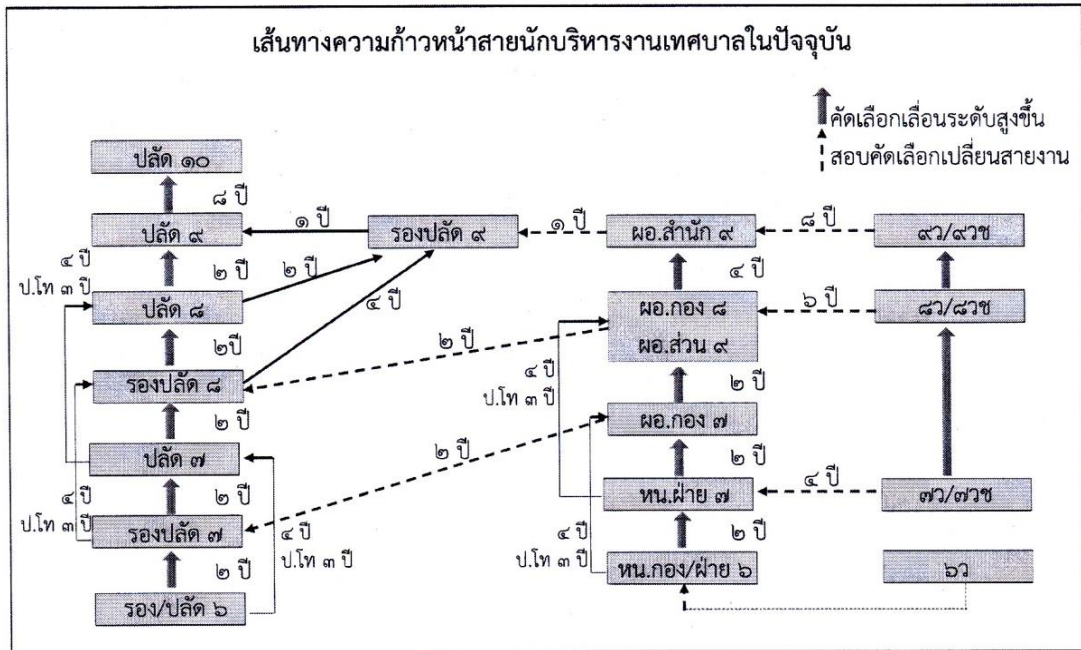 เส้นทางความก้าวหน้าสายนักบริหารงานเทศบาลในปัจจุบัน
คัดเลือกเลื่อนระดับสูงขึ้น
สอบคัดเลือกเปลี่ยนสายงาน
ปลัด ๑๐
๘ ปี
ปลัด ๙
๑ ปี
รองปลัด ๙
๑ ปี
ผอ.สำนัก ๙
๘ ปี
๙ว/๙วช
๔ ปี
ป.โท ๓ ปี
๒ ปี
๒ ปี
๔ ปี
๔ ปี
ปลัด ๘
ผอ.กอง ๘
ผอ.ส่วน ๙
๖ ปี
๘ว/๘วช
๒ปี
๒ ปี
๔ ปี
ป.โท ๓ ปี
๒ ปี
รองปลัด ๘
ผอ.กอง ๗
๒ ปี
๒ ปี
๒ ปี
ปลัด ๗
หน.ฝ่าย ๗
๔ ปี
๗ว/๗วช
๔ ปี
ป.โท ๓ ปี
๒ ปี
รองปลัด ๗
๔ ปี
ป.โท ๓ ปี
๔ ปี
ป.โท ๓ ปี
๒ ปี
๒ ปี
หน.กอง/ฝ่าย ๖
๖ว
รอง/ปลัด ๖